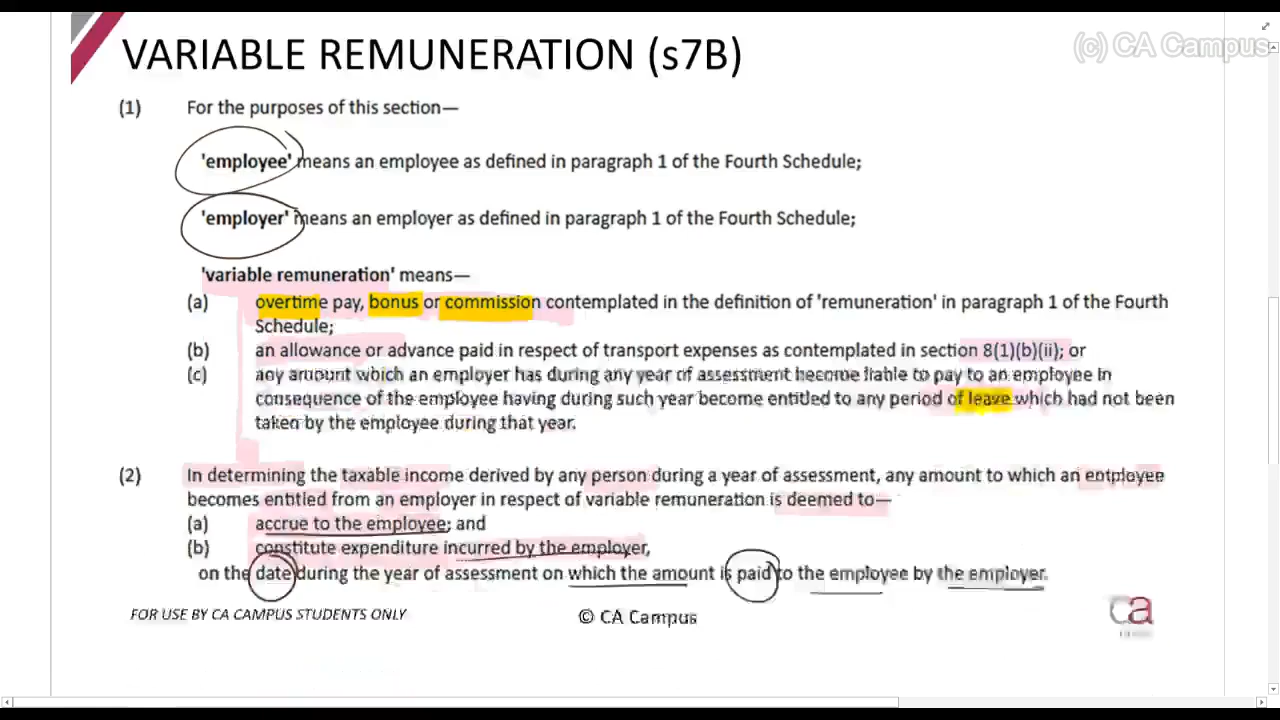 (c) CA Campus
VARIABLE REMUNERATION (s7B)
(1) For the purposes of this section—
'employee' means an employee as defined in paragraph 1 of the Fourth Schedule;
'employer' means an employer as defined in paragraph 1 of the Fourth Schedule;
'variable remuneration' means—
(a) overtime pay, bonus or commission contemplated in the definition of 'remuneration' in paragraph 1 of the Fourth
Schedule;
(b) an allowance or advance paid in respect of transport expenses as contemplated in section 8(1)(b)(ii); or
(c) any amount which an employer has during any year of assessment become liable to pay to an employee in
consequence of the employee having during such year become entitled to any period of leave which had not been
taken by the employee during that year.
(2) In determining the taxable income derived by any person during a year of assessment, any amount to which an employee
becomes entitled from an employer in respect of variable remuneration is deemed to—
(a) accrue to the employee; and
(b) constitute expenditure incurred by the employer,
on the date during the year of assessment on which the amount is paid to the employee by the employer.
FOR USE BY CA CAMPUS STUDENTS ONLY
© CA Campus
ca